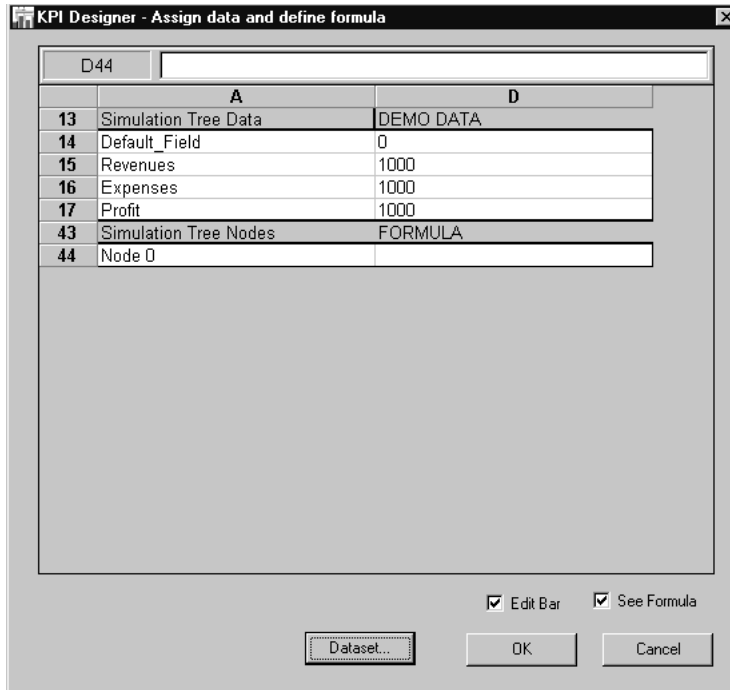 KPI Designer - Assign data and define formula
D44
A D
13 Simulation Tree Data DEMO DATA
14 Default_Field 0
15 Revenues 1000
16 Expenses 1000
17 Profit 1000
43 Simulation Tree Nodes FORMULA
44 Node 0
Edit Bar See Formula
Dataset... OK Cancel